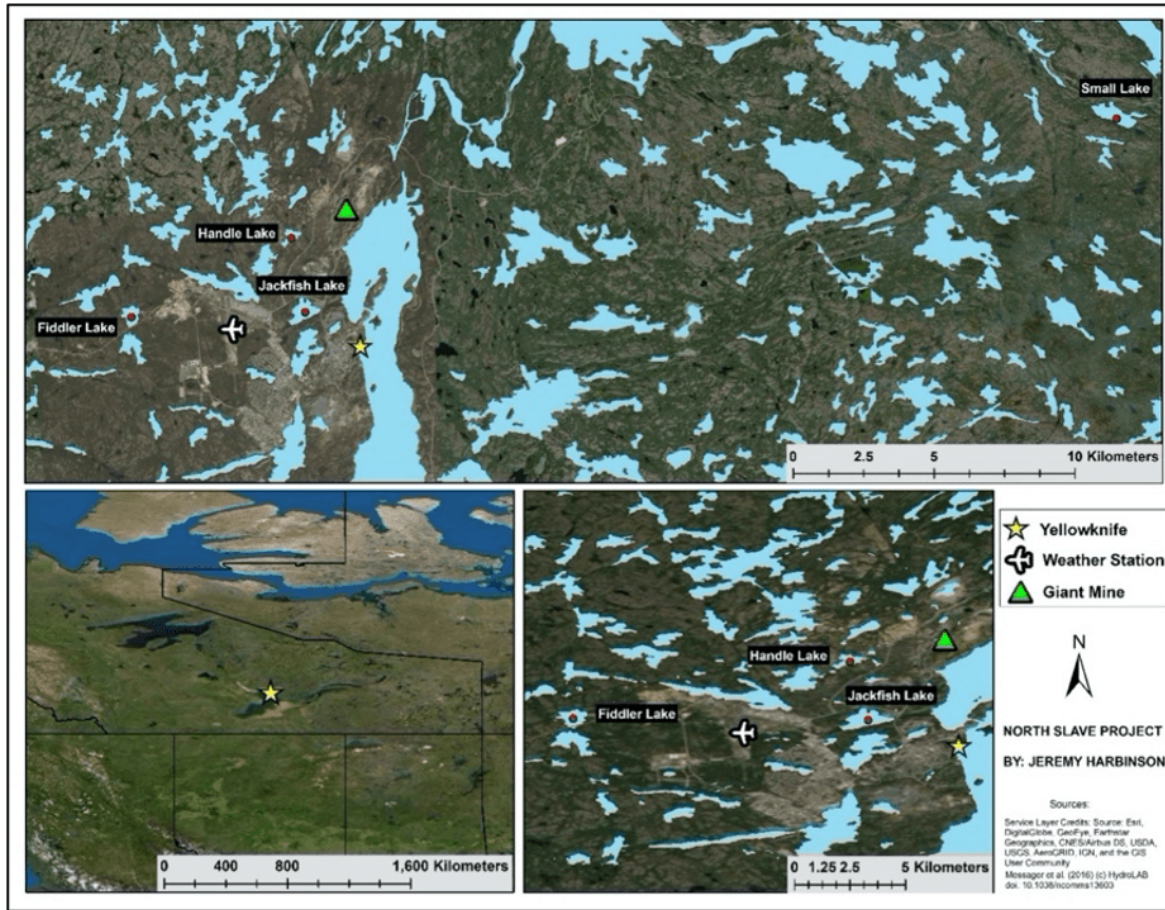 Small Lake
Handle Lake
Jackfish Lake
Fiddler Lake
0 2.5 5 10 Kilometers
0 400 800 1,600 Kilometers
Handle Lake
Jackfish Lake
Fiddler Lake
0 1.25 2.5 5 Kilometers
Yellowknife
Weather Station
Giant Mine
N
NORTH SLAVE PROJECT
BY: JEREMY HARBINSON
Sources:
Service Layer Credits: Source: Esri,
DigitalGlobe, GeoEye, Earthstar
Geographics, CNES/Airbus DS, USDA,
USGS, AeroGRID, IGN, and the GIS
User Community
Messager et al. (2016) (c) HydroLAB
doi: 10.1038/ncomms13603